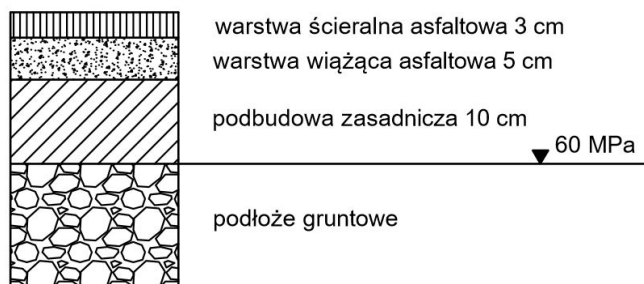 warstwa ścieralna asfaltowa 3 cm
warstwa wiążąca asfaltowa 5 cm
podbudowa zasadnicza 10 cm
60 MPa
podłoże gruntowe